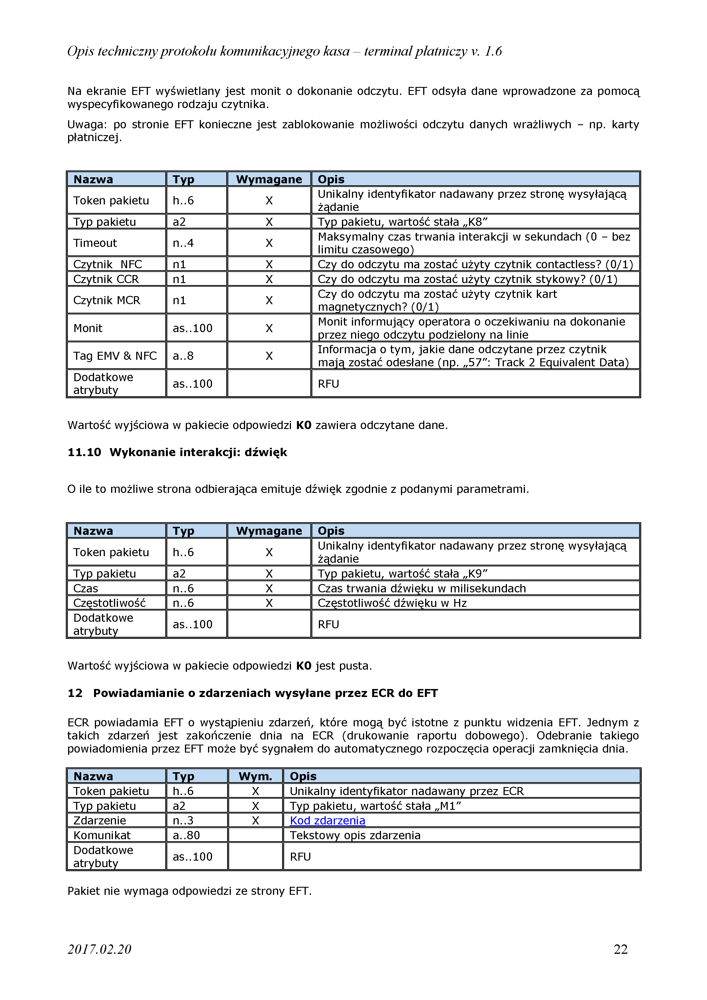 Opis techniczny protokołu komunikacyjnego kasa – terminal płatniczy v. 1.6
Na ekranie EFT wyświetlany jest monit o dokonanie odczytu. EFT odsyła dane wprowadzone za pomocą
wyspecyfikowanego rodzaju czytnika.
Uwaga: po stronie EFT konieczne jest zablokowanie możliwości odczytu danych wrażliwych – np. karty
płatniczej.
Nazwa Typ Wymagane Opis
Token pakietu h..6 X Unikalny identyfikator nadawany przez stronę wysyłającą
żądanie
Typ pakietu a2 X Typ pakietu, wartość stała „K8”
Timeout n..4 X Maksymalny czas trwania interakcji w sekundach (0 – bez
limitu czasowego)
Czytnik NFC n1 X Czy do odczytu ma zostać użyty czytnik contactless? (0/1)
Czytnik CCR n1 X Czy do odczytu ma zostać użyty czytnik stykowy? (0/1)
Czytnik MCR n1 X Czy do odczytu ma zostać użyty czytnik kart
magnetycznych? (0/1)
Monit as..100 X Monit informujący operatora o oczekiwaniu na dokonanie
przez niego odczytu podzielony na linie
Tag EMV & NFC a..8 X Informacja o tym, jakie dane odczytane przez czytnik
mają zostać odesłane (np. „57”: Track 2 Equivalent Data)
Dodatkowe
atrybuty as..100 RFU
Wartość wyjściowa w pakiecie odpowiedzi K0 zawiera odczytane dane.
11.10 Wykonanie interakcji: dźwięk
O ile to możliwe strona odbierająca emituje dźwięk zgodnie z podanymi parametrami.
Nazwa Typ Wymagane Opis
Token pakietu h..6 X Unikalny identyfikator nadawany przez stronę wysyłającą
żądanie
Typ pakietu a2 X Typ pakietu, wartość stała „K9”
Czas n..6 X Czas trwania dźwięku w milisekundach
Częstotliwość n..6 X Częstotliwość dźwięku w Hz
Dodatkowe
atrybuty as..100 RFU
Wartość wyjściowa w pakiecie odpowiedzi K0 jest pusta.
12 Powiadamianie o zdarzeniach wysyłane przez ECR do EFT
ECR powiadamia EFT o wystąpieniu zdarzeń, które mogą być istotne z punktu widzenia EFT. Jednym z
takich zdarzeń jest zakończenie dnia na ECR (drukowanie raportu dobowego). Odebranie takiego
powiadomienia przez EFT może być sygnałem do automatycznego rozpoczęcia operacji zamknięcia dnia.
Nazwa Typ Wym. Opis
Token pakietu h..6 X Unikalny identyfikator nadawany przez ECR
Typ pakietu a2 X Typ pakietu, wartość stała „M1”
Zdarzenie n..3 X Kod zdarzenia
Komunikat a..80 Tekstowy opis zdarzenia
Dodatkowe
atrybuty as..100 RFU
Pakiet nie wymaga odpowiedzi ze strony EFT.
2017.02.20 22